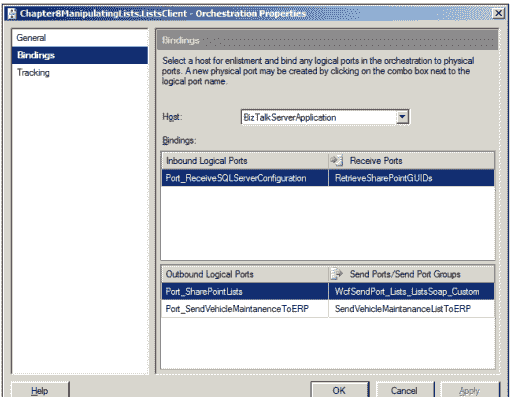 Chapter8ManipulatingLists.ListsClient - Orchestration Properties
General
Bindings
Tracking
Bindings
Select a host for enlistment and bind any logical ports in the orchestration to physical
ports. A new physical port may be created by clicking on the combo box next to the
logical port name.
Host:
BizTalkServerApplication
Bindings:
Inbound Logical Ports
Receive Ports
Port_ReceiveSQLServerConfiguration
RetrieveSharePointGUIDs
Outbound Logical Ports
Send Ports/Send Port Groups
Port_SharePointLists
WcfSendPort_Lists_ListsSoap_Custom
Port_SendVehicleMaintanenceToERP
SendVehicleMaintananceListToERP
Help
OK
Cancel
Apply